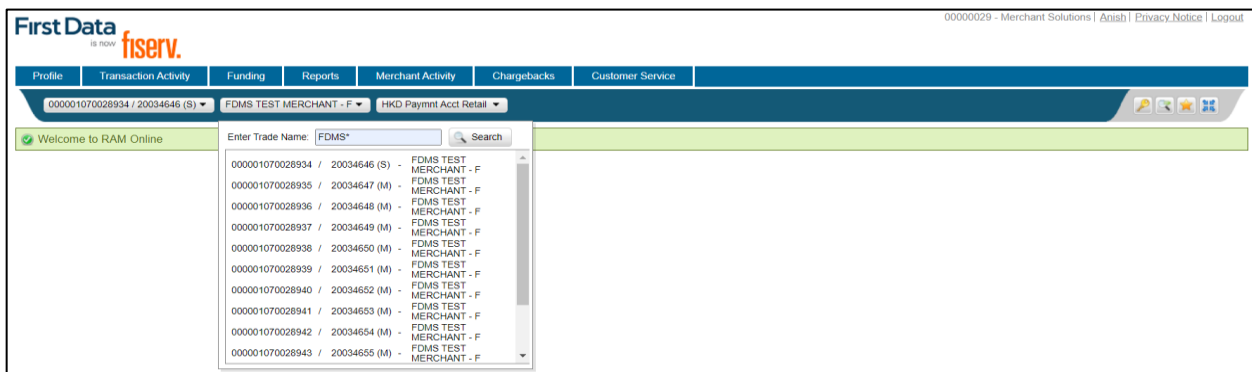 00000029 - Merchant Solutions | Anish | Privacy Notice | Logout
First Data
is now fiserv.
Profile Transaction Activity Funding Reports Merchant Activity Chargebacks Customer Service
000001070028934 / 20034646 (S) FDMS TEST MERCHANT - F HKD Paymnt Acct Retail
Welcome to RAM Online
Enter Trade Name: FDMS* Search
000001070028934 / 20034646 (S) - FDMS TEST
MERCHANT - F
000001070028935 / 20034647 (M) - FDMS TEST
MERCHANT - F
000001070028936 / 20034648 (M) - FDMS TEST
MERCHANT - F
000001070028937 / 20034649 (M) - FDMS TEST
MERCHANT - F
000001070028938 / 20034650 (M) - FDMS TEST
MERCHANT - F
000001070028939 / 20034651 (M) - FDMS TEST
MERCHANT - F
000001070028940 / 20034652 (M) - FDMS TEST
MERCHANT - F
000001070028941 / 20034653 (M) - FDMS TEST
MERCHANT - F
000001070028942 / 20034654 (M) - FDMS TEST
MERCHANT - F
000001070028943 / 20034655 (M) - FDMS TEST
MERCHANT - F